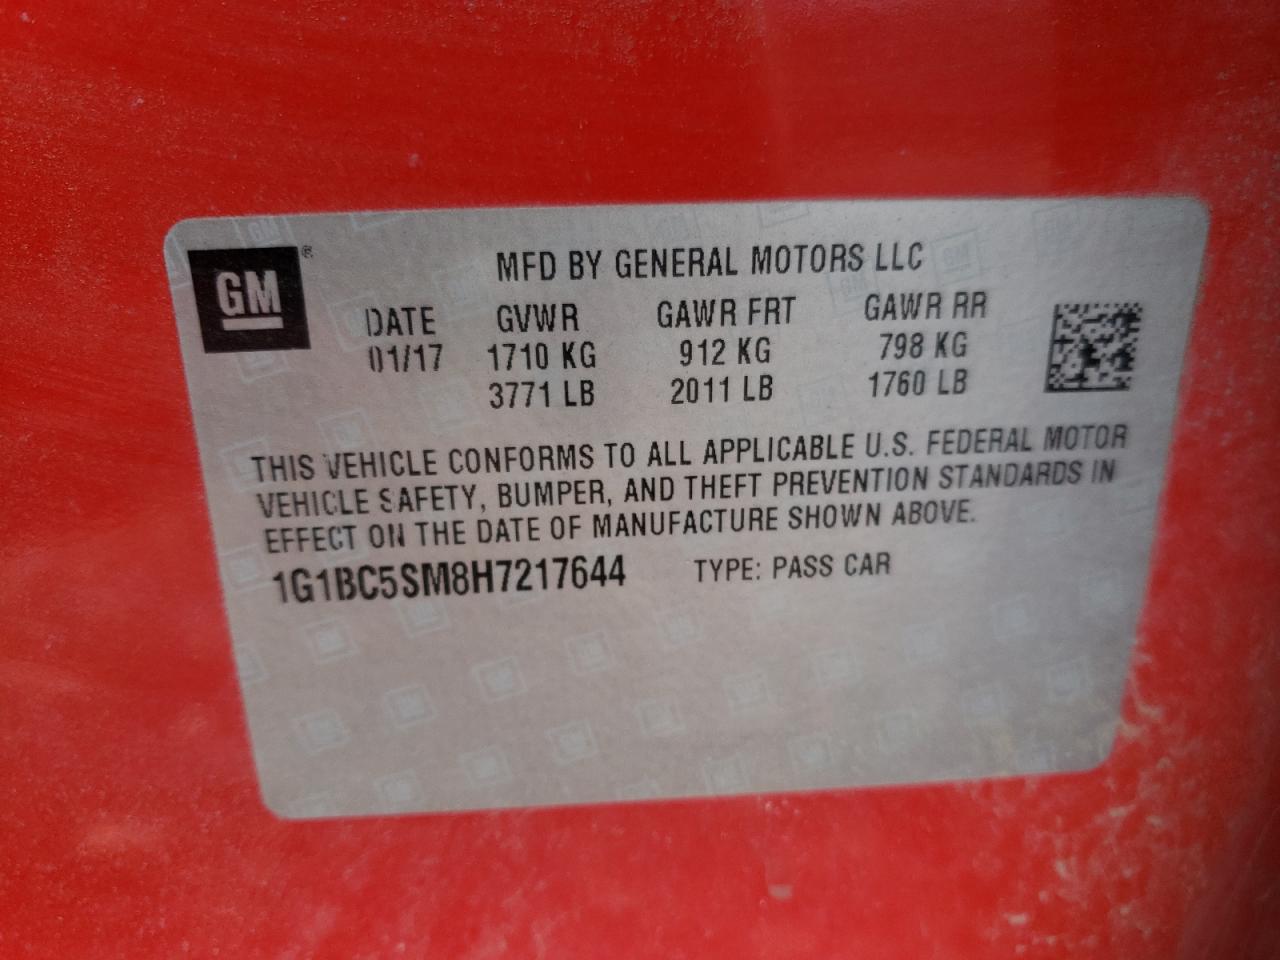 GM®
MFD BY GENERAL MOTORS LLC
DATE GVWR GAWR FRT GAWR RR
01/17 1710 KG 912 KG 798 KG
3771 LB 2011 LB 1760 LB
THIS VEHICLE CONFORMS TO ALL APPLICABLE U.S. FEDERAL MOTOR
VEHICLE SAFETY, BUMPER, AND THEFT PREVENTION STANDARDS IN
EFFECT ON THE DATE OF MANUFACTURE SHOWN ABOVE.
1G1BC5SM8H7217644 TYPE: PASS CAR